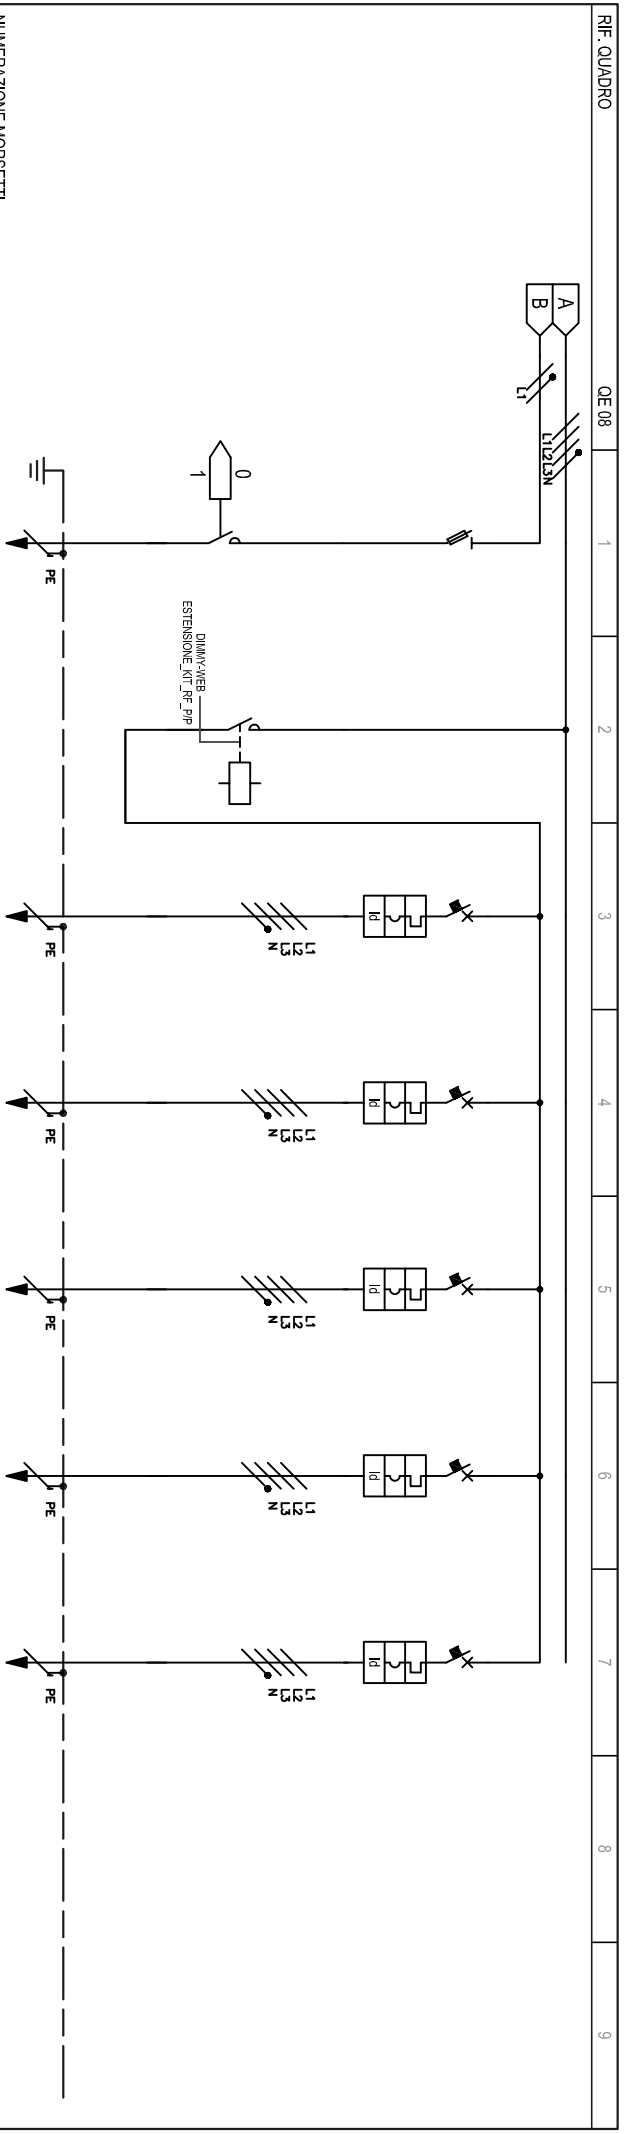 RIF. QUADRO
QE 08
1
2
3
4
5
6
7
8
9
A
B
L1L2L3N
L1
0
1
DIMMY-WEB
ESTENSIONE_KIT_RF_P/P
Id
Id
Id
Id
Id
L1
L2
L3
N
L1
L2
L3
N
L1
L2
L3
N
L1
L2
L3
N
L1
L2
L3
N
PE
PE
PE
PE
PE
PE
NUMERAZIONE MORSETTI